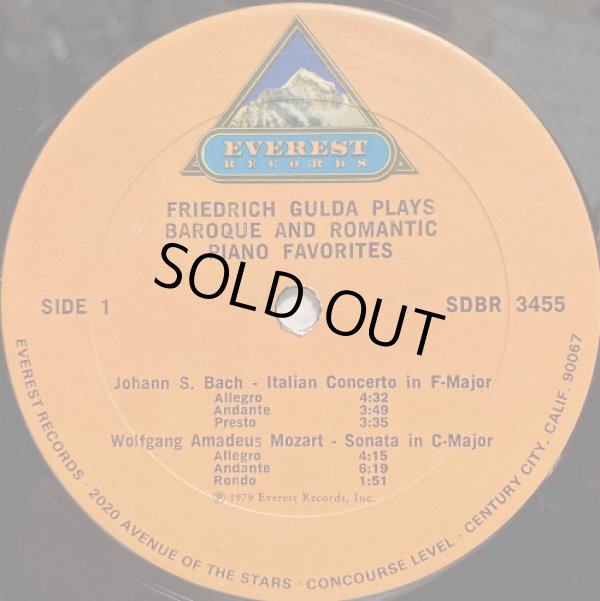 EVEREST
RECORDS
FRIEDRICH GULDA PLAYS
BAROQUE AND ROMANTIC
PIANO FAVORITES
SOLD OUT
SIDE 1
SDBR 3455
Johann S. Bach - Italian Concerto in F-Major
Allegro 4:32
Andante 3:49
Presto 3:35
Wolfgang Amadeus Mozart - Sonata in C-Major
Allegro 4:15
Andante 6:19
Rondo 1:51
℗ 1979 Everest Records, Inc.
EVEREST RECORDS · 2020 AVENUE OF THE STARS · CONCOURSE LEVEL · CENTURY CITY, CALIF. 90067